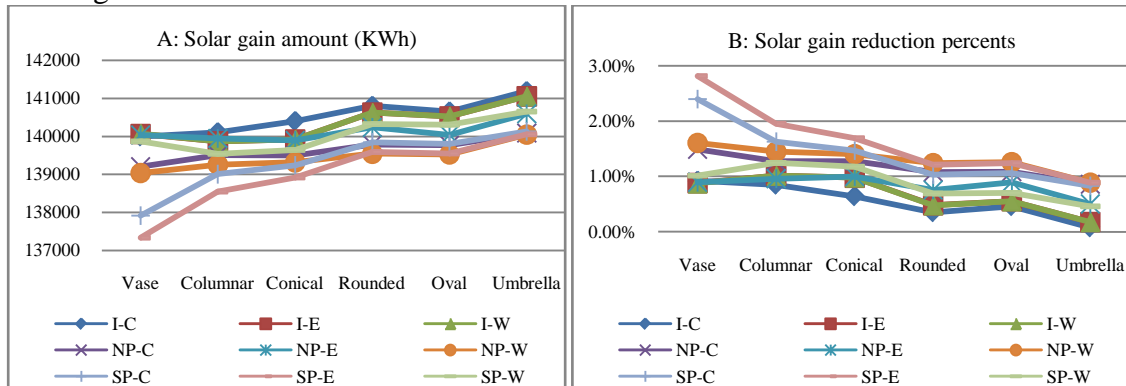 A: Solar gain amount (KWh)
142000
141000
140000
139000
138000
137000
Vase Columnar Conical Rounded Oval Umbrella
I-C I-E I-W
NP-C NP-E NP-W
SP-C SP-E SP-W
B: Solar gain reduction percents
3.00%
2.00%
1.00%
0.00%
Vase Columnar Conical Rounded Oval Umbrella
I-C I-E I-W
NP-C NP-E NP-W
SP-C SP-E SP-W